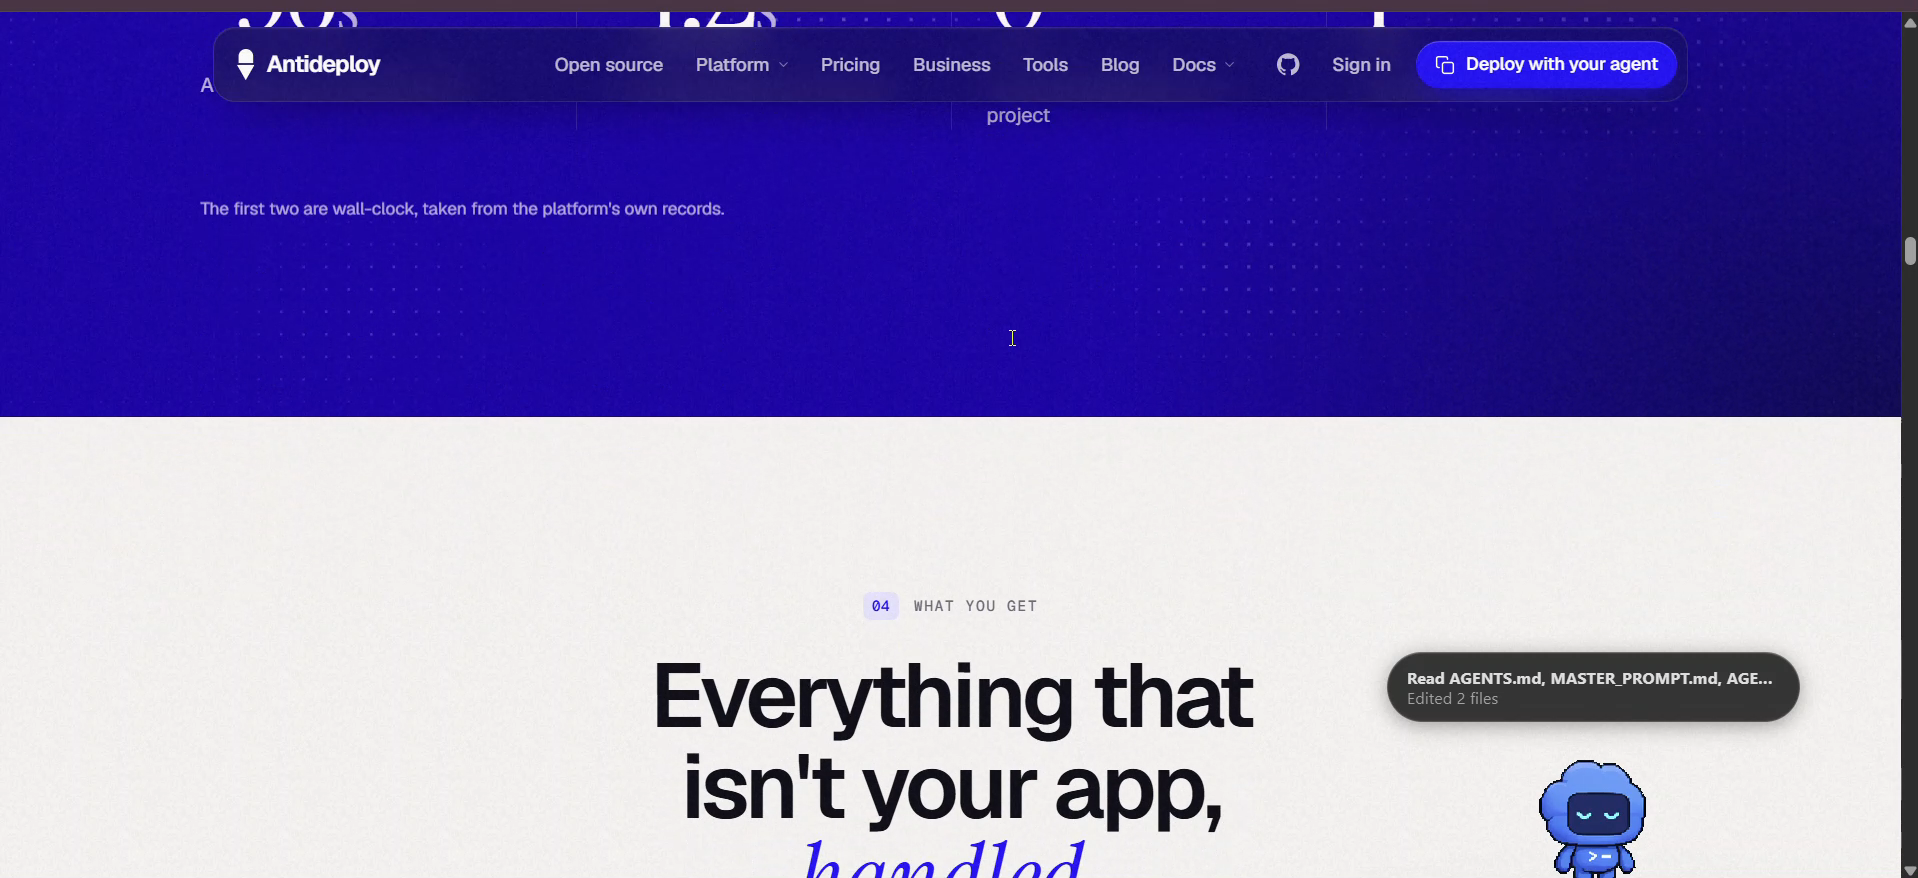 Antideploy
Open source
Platform
Pricing
Business
Tools
Blog
Docs
Sign in
Deploy with your agent
A
project
The first two are wall-clock, taken from the platform's own records.
04 WHAT YOU GET
Everything that
isn't your app,
handled
Read AGENTS.md, MASTER_PROMPT.md, AGE...
Edited 2 files
>-